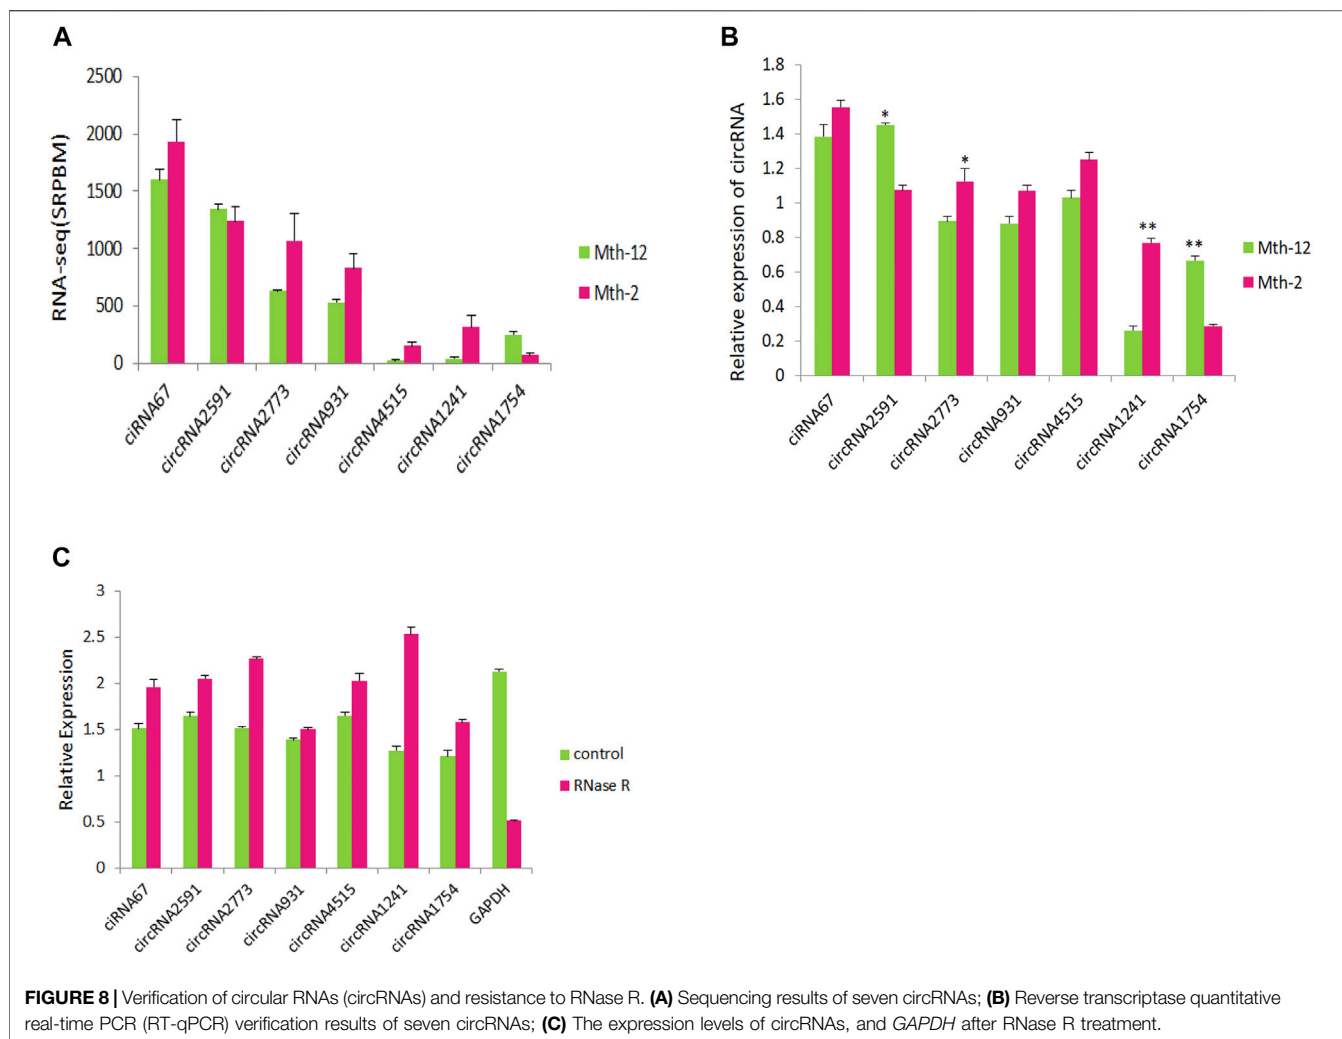 A
2500
2000
1500
1000
500
0
RNA-seq(SRPBM)
ciRNA67
circRNA2591
circRNA2773
circRNA931
circRNA4515
circRNA1241
circRNA1754
Mth-12
Mth-2
B
1.8
1.6
1.4
1.2
1
0.8
0.6
0.4
0.2
0
Relative expression of circRNA
*
*
**
**
ciRNA67
circRNA2591
circRNA2773
circRNA931
circRNA4515
circRNA1241
circRNA1754
Mth-12
Mth-2
C
3
2.5
2
1.5
1
0.5
0
Relative Expression
ciRNA67
circRNA2591
circRNA2773
circRNA931
circRNA4515
circRNA1241
circRNA1754
GAPDH
control
RNase R
FIGURE 8 | Verification of circular RNAs (circRNAs) and resistance to RNase R. (A) Sequencing results of seven circRNAs; (B) Reverse transcriptase quantitative
real-time PCR (RT-qPCR) verification results of seven circRNAs; (C) The expression levels of circRNAs, and GAPDH after RNase R treatment.